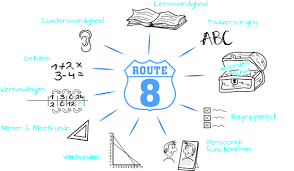 Leesvaardigheid
Luistervaardigheid
Taalverzorging
ABC
Getallen
1+2×
3-4=
ROUTE
8
Verhoudingen
Begrippenlijst
Meten & Meetkunde
Persoonlijk
functioneren
Verbanden